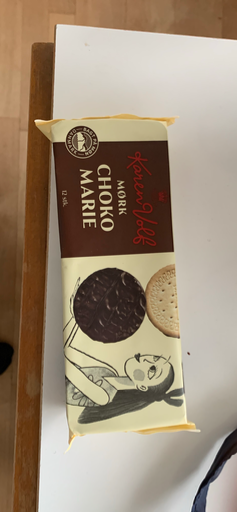 Karen Volf
MØRK
CHOKO
MARIE
12 stk.